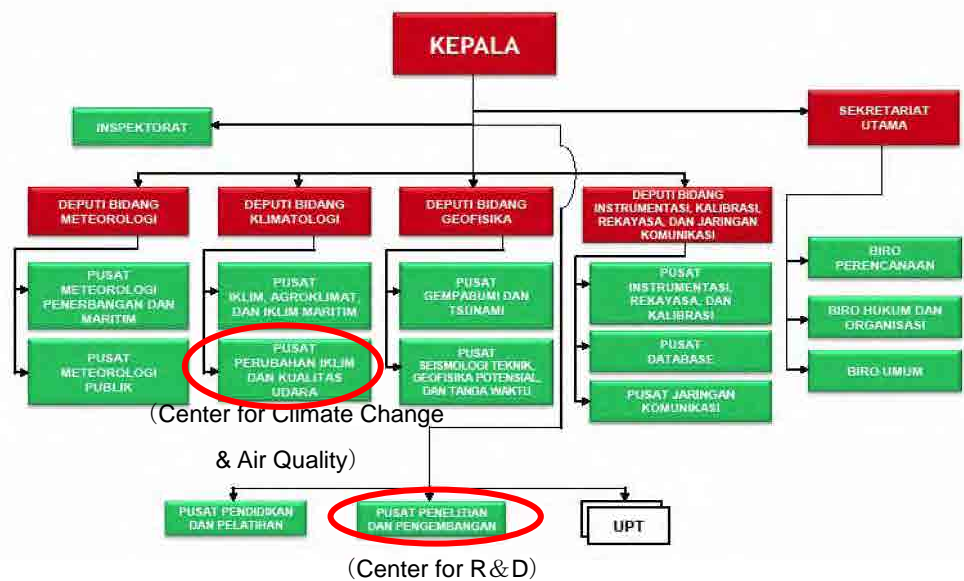 KEPALA
INSPEKTORAT
SEKRETARIAT
UTAMA
DEPUTI BIDANG
METEOROLOGI
DEPUTI BIDANG
KLIMATOLOGI
DEPUTI BIDANG
GEOFISIKA
DEPUTI BIDANG
INSTRUMENTASI, KALIBRASI,
REKAYASA, DAN JARINGAN
KOMUNIKASI
PUSAT
METEOROLOGI
PENERBANGAN DAN
MARITIM
PUSAT
METEOROLOGI
PUBLIK
PUSAT
IKLIM, AGROKLIMAT,
DAN IKLIM MARITIM
PUSAT
PERUBAHAN IKLIM
DAN KUALITAS
UDARA
(Center for Climate Change
& Air Quality)
PUSAT
GEMPABUMI DAN
TSUNAMI
PUSAT
SEISMOLOGI TEKNIK,
GEOFISIKA POTENSIAL,
DAN TANDA WAKTU
PUSAT
INSTRUMENTASI,
REKAYASA, DAN
KALIBRASI
PUSAT
DATABASE
PUSAT JARINGAN
KOMUNIKASI
BIRO
PERENCANAAN
BIRO HUKUM DAN
ORGANISASI
BIRO UMUM
PUSAT PENDIDIKAN
DAN PELATIHAN
PUSAT PENELITIAN
DAN PENGEMBANGAN
UPT
(Center for R&D)